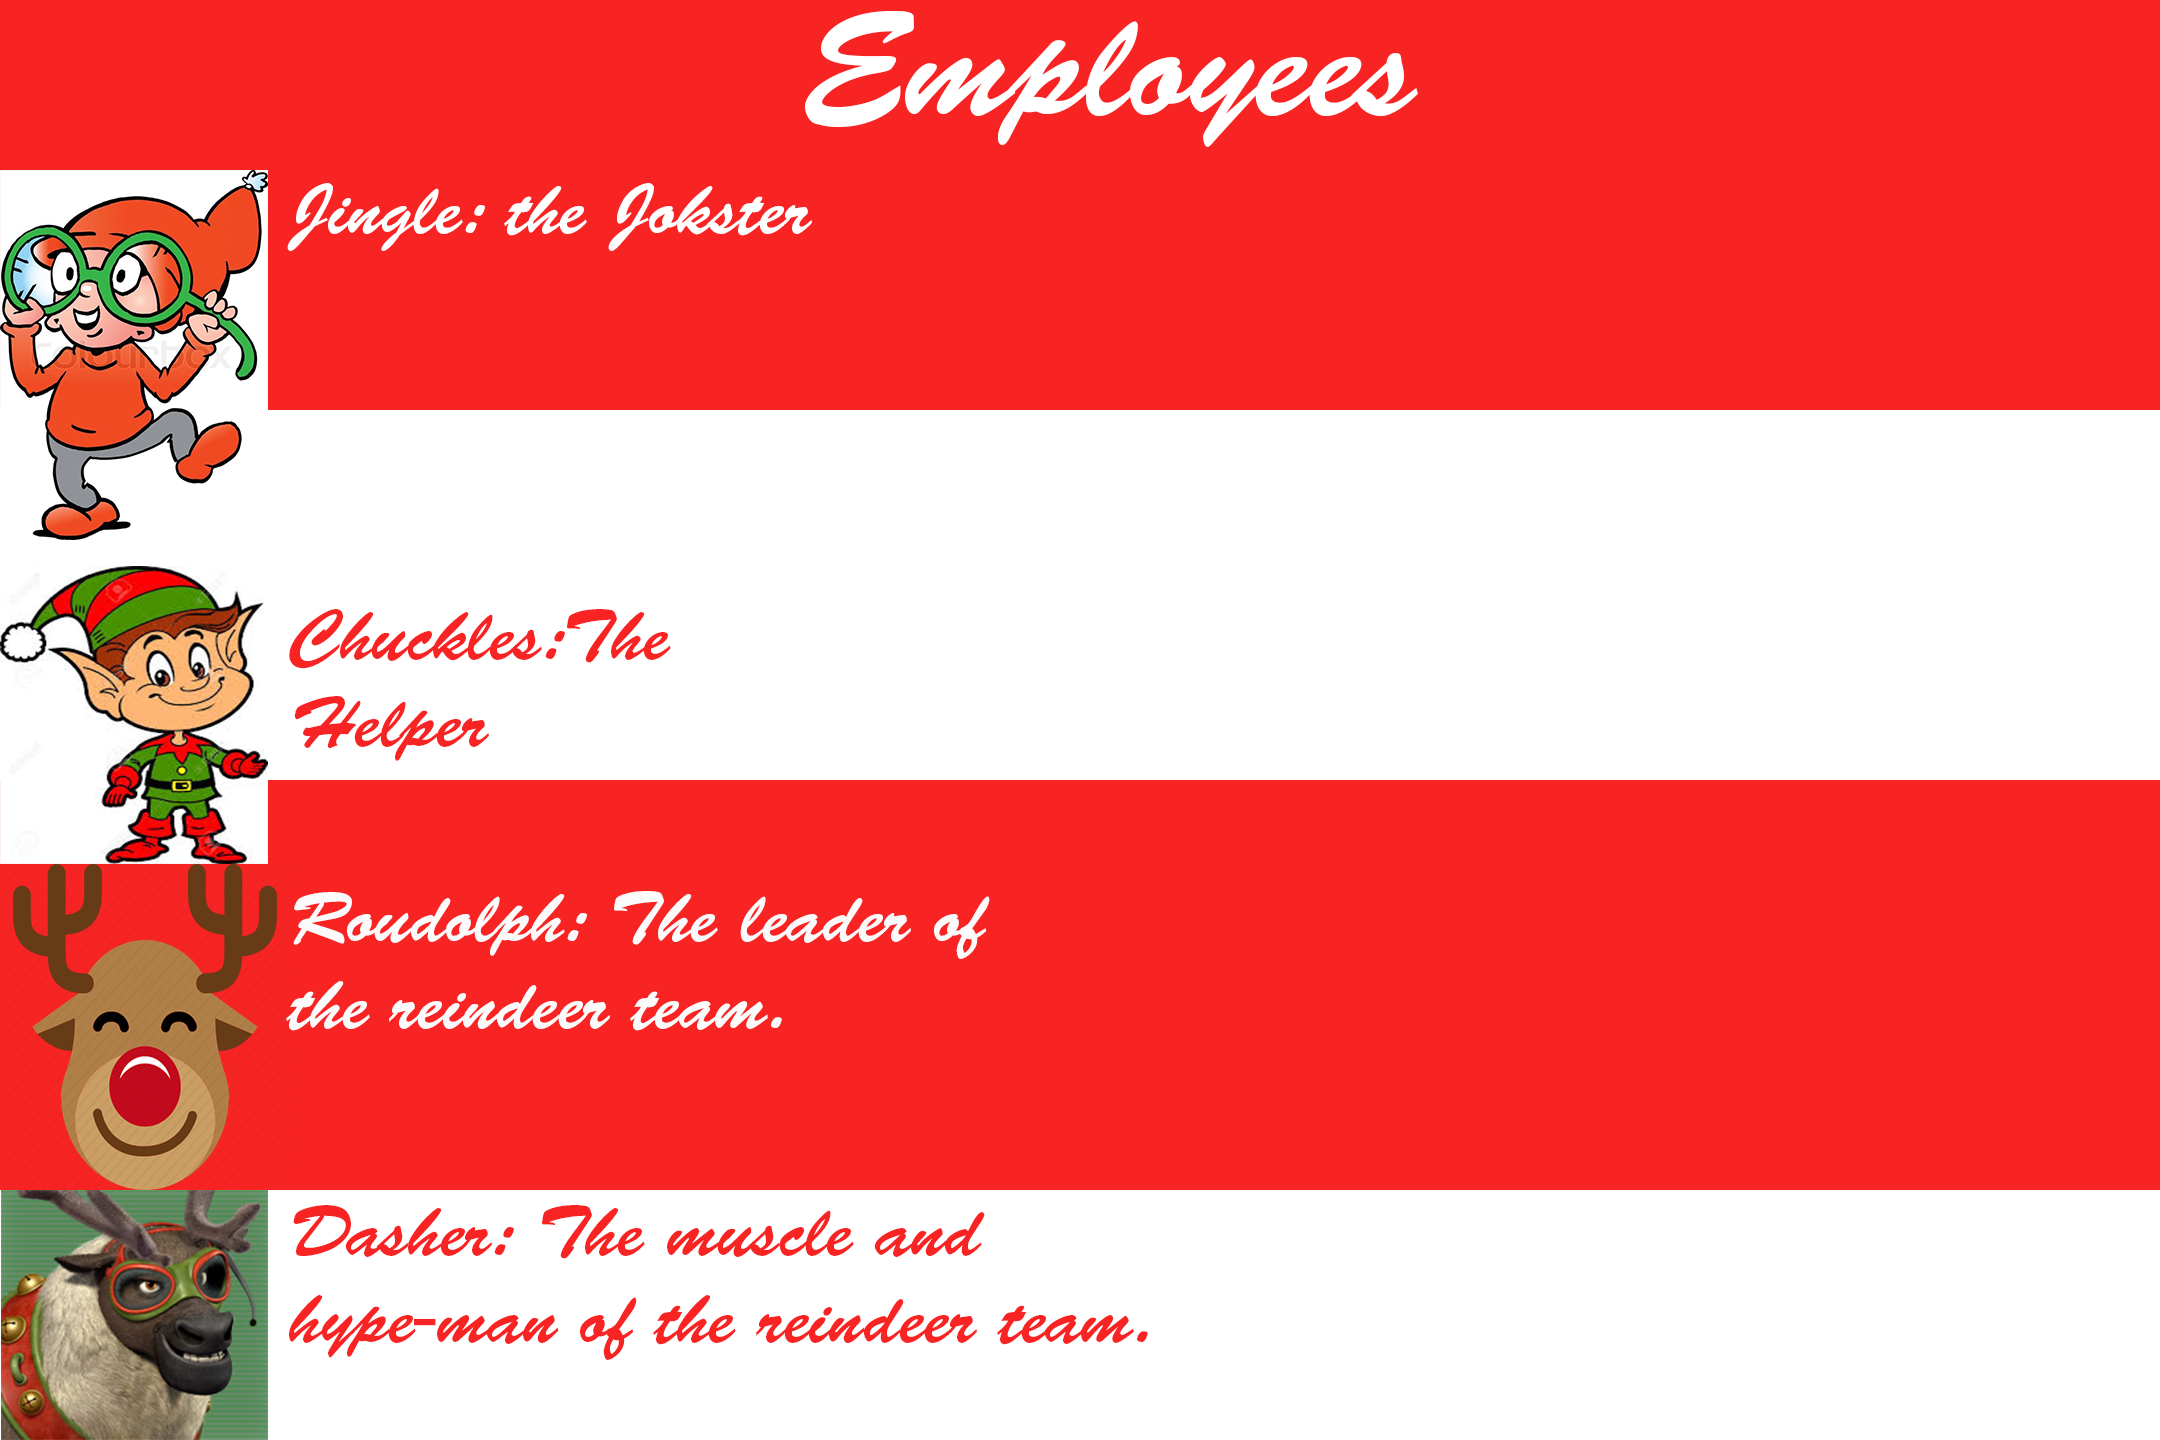 Employees
Jingle: the Jokster
Chuckles:The
Helper
Roudolph: The leader of
the reindeer team.
Dasher: The muscle and
hype-man of the reindeer team.